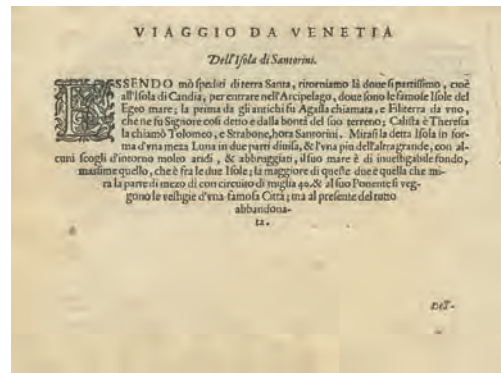 VIAGGIO DA VENETIA
Dell'Isola di Santorini.
ESSENDO mò spediti di terra Santa, ritorniamo là doue si partissimo, cioè
all'Isola di Candia, per entrare nell'Arcipelago, doue sono le famose Isole del
Egeo mare; la prima da gli antichi fu Agasla chiamata, e Filiterra da vno,
che ne fu Signore così detto e dalla bontà del suo terreno; Calista è Theresia
la chiamò Tolomeo, e Strabone, hora Santorini. Mirasi la detta Isola in for-
ma d'vna meza Luna in due parti diuisa, & l'vna piu dell'altra grande, con al-
cuni scogli d'intorno molto aridi, & abbruggiati, il suo mare è di inuestigabile fondo,
massime quello, che è fra le due Isole; la maggiore di queste due è quella che mi-
ra la parte di mezo dì con circuito di miglia 40. & al suo Ponente si veg-
gono le vestigie d'vna famosa Città; ma al presente del tutto
abbandona-
ta.